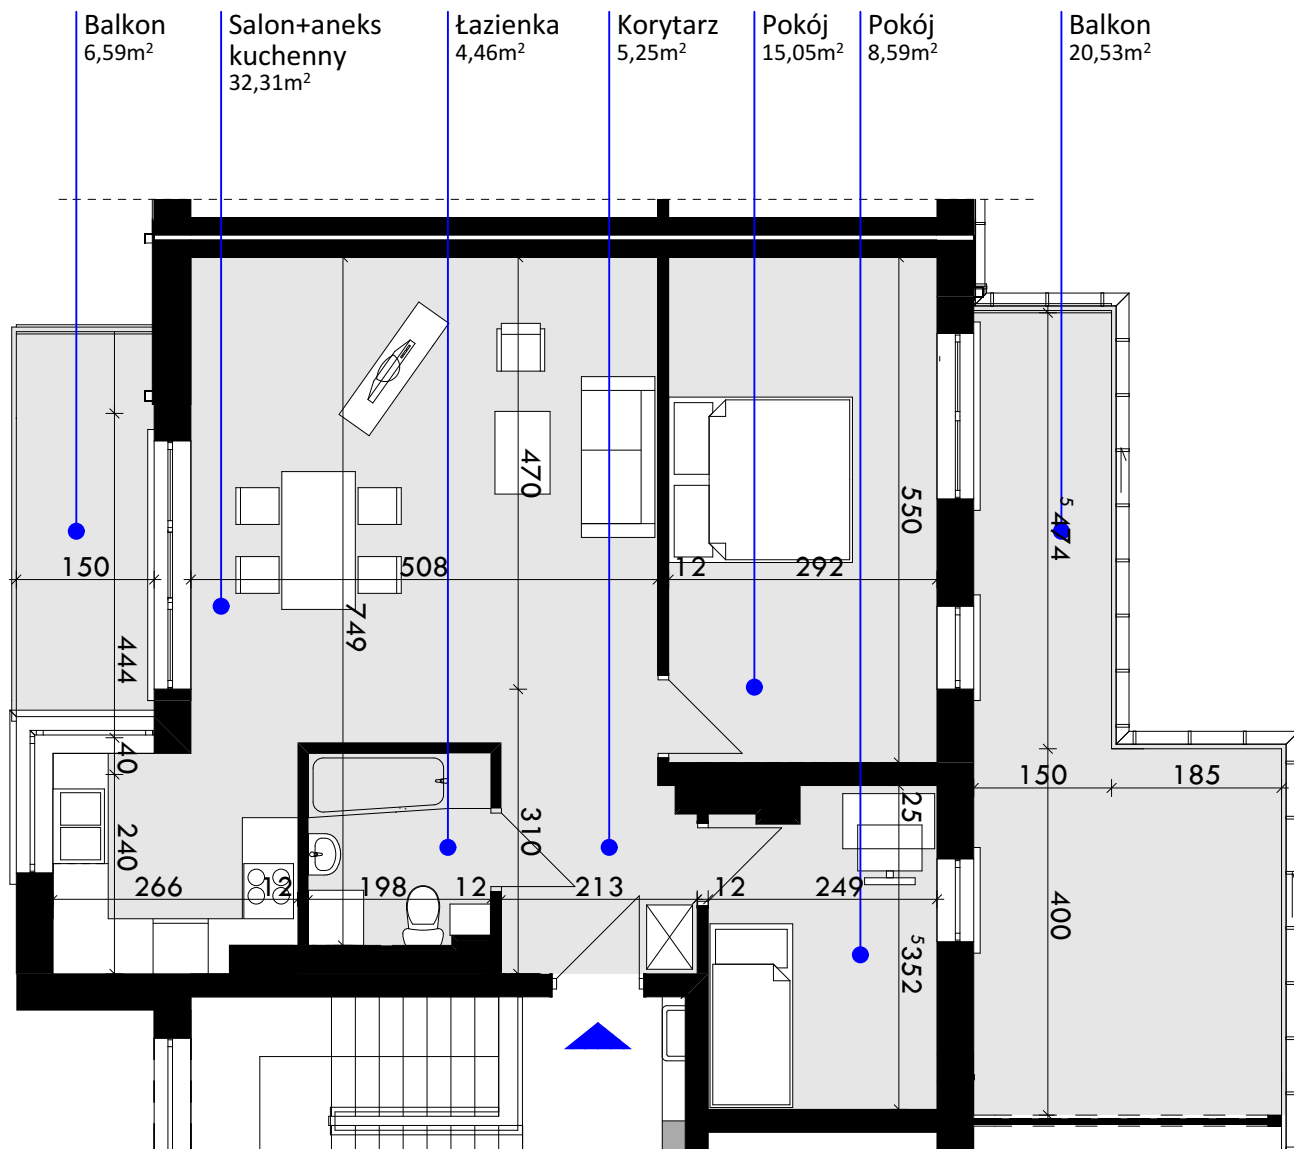 Balkon
6,59m²
Salon+aneks
kuchenny
32,31m²
Łazienka
4,46m²
Korytarz
5,25m²
Pokój
15,05m²
Pokój
8,59m²
Balkon
20,53m²
470
550
5 474
150
508
12
292
749
444
40
150
185
25
310
240
266
12
198
12
213
12
249
400
5 352